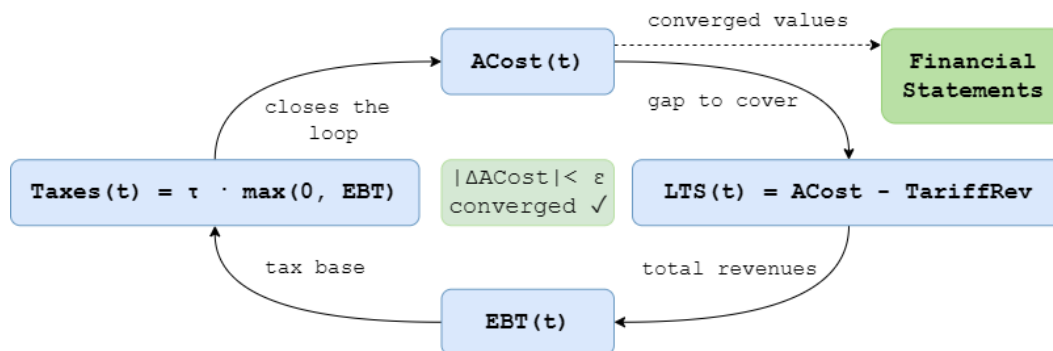 converged values
ACost(t)
Financial
Statements
gap to cover
closes the
loop
Taxes(t) = τ · max(0, EBT)
|ΔACost|< ε
converged ✓
LTS(t) = ACost - TariffRev
tax base
total revenues
EBT(t)